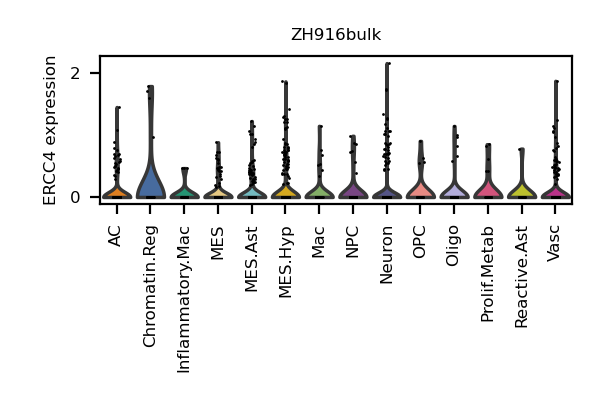 ZH916bulk
ERCC4 expression
2
0
AC
Chromatin.Reg
Inflammatory.Mac
MES
MES.Ast
MES.Hyp
Mac
NPC
Neuron
OPC
Oligo
Prolif.Metab
Reactive.Ast
Vasc